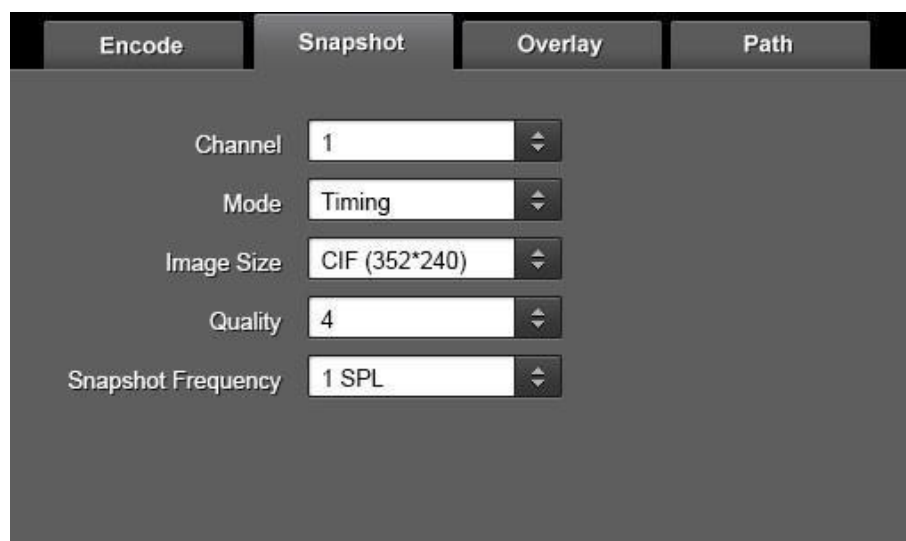 Encode Snapshot Overlay Path
Channel 1
Mode Timing
Image Size CIF (352*240)
Quality 4
Snapshot Frequency 1 SPL